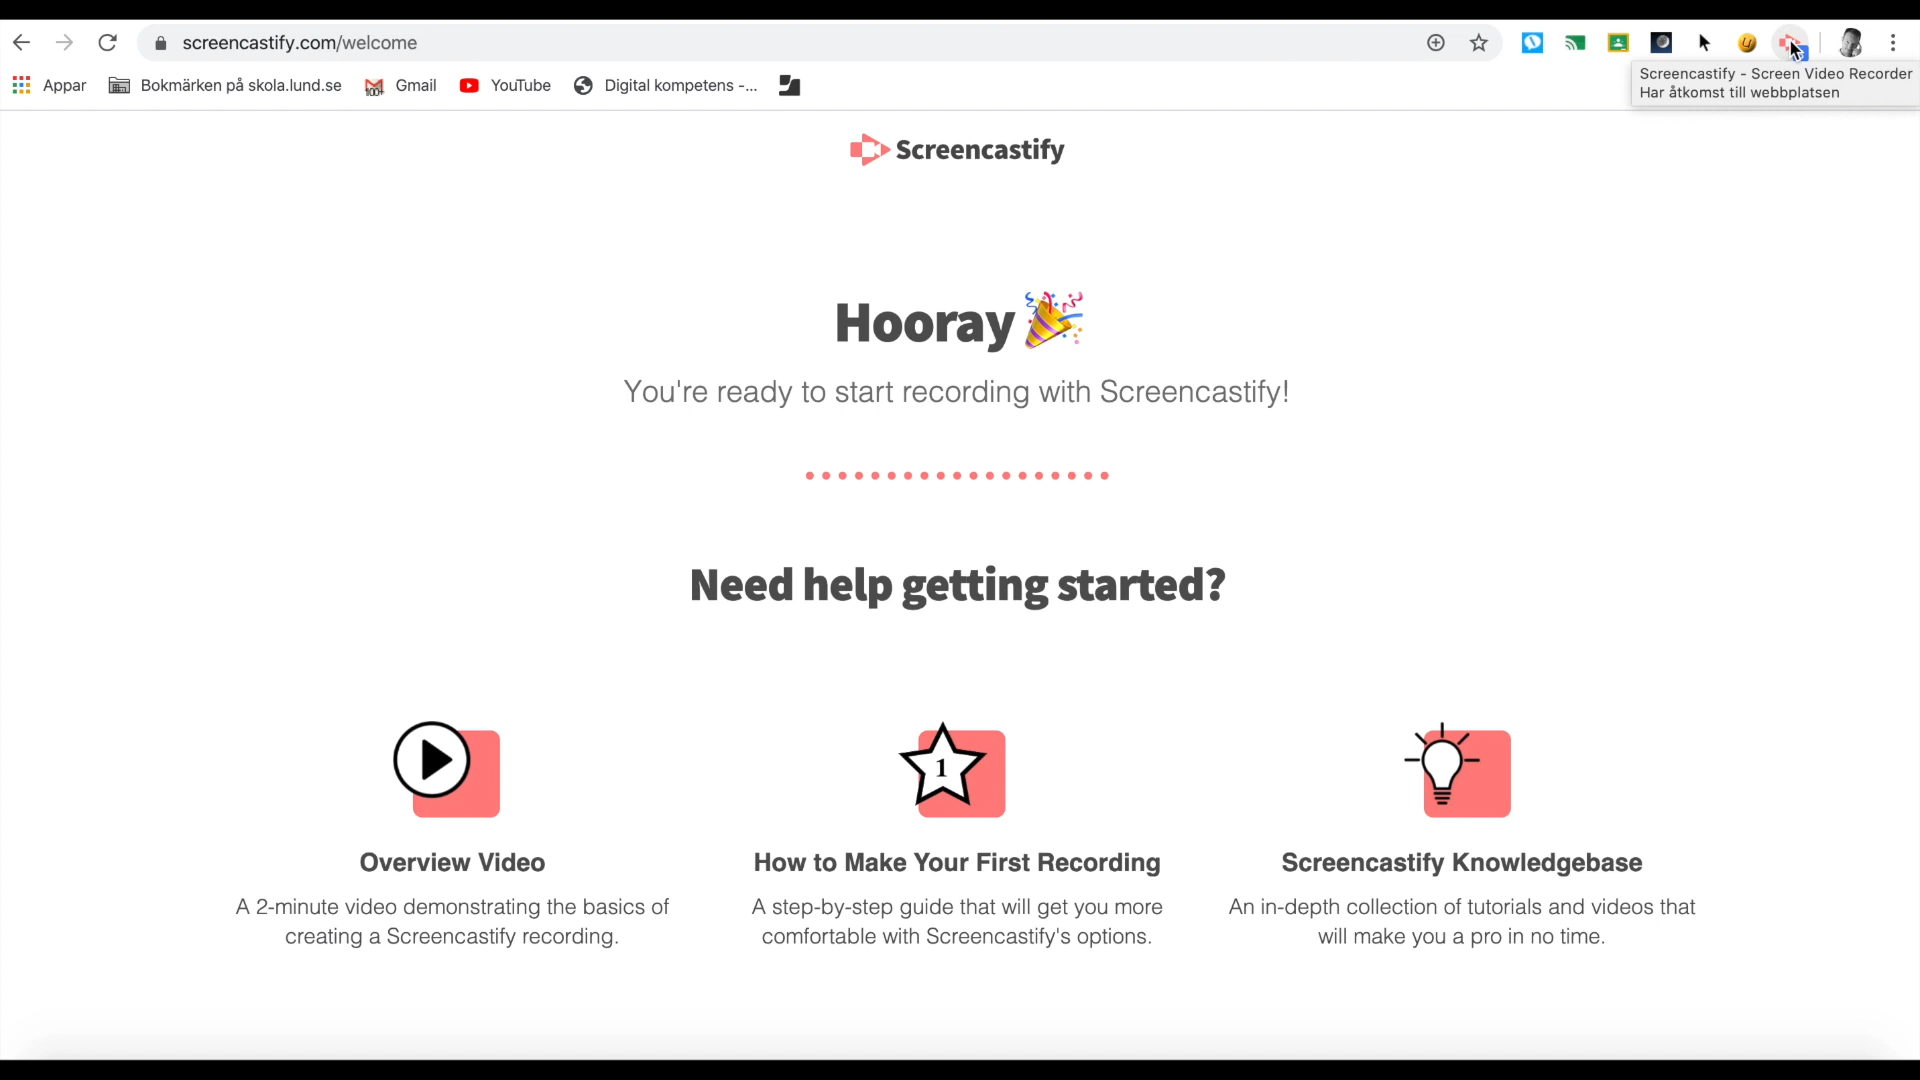 screencastify.com/welcome
Screencastify - Screen Video Recorder
Har åtkomst till webbplatsen
Appar
Bokmärken på skola.lund.se
100+
Gmail
YouTube
Digital kompetens -...
Screencastify
Hooray
You're ready to start recording with Screencastify!
Need help getting started?
1
Overview Video
A 2-minute video demonstrating the basics of
creating a Screencastify recording.
How to Make Your First Recording
A step-by-step guide that will get you more
comfortable with Screencastify's options.
Screencastify Knowledgebase
An in-depth collection of tutorials and videos that
will make you a pro in no time.